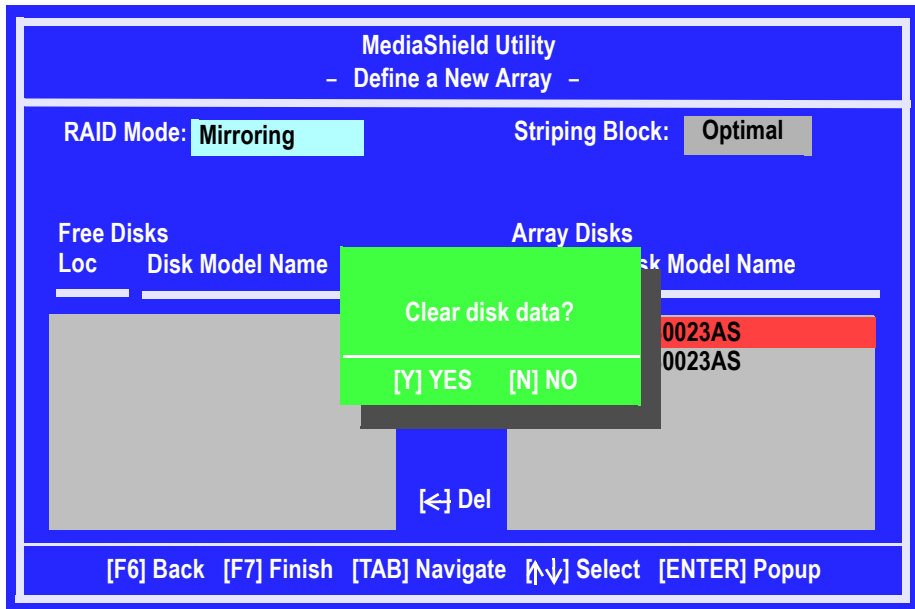 MediaShield Utility
– Define a New Array –
RAID Mode: Mirroring Striping Block: Optimal
Free Disks Array Disks
Loc Disk Model Name Model Name
Clear disk data?
0023AS
0023AS
[Y] YES [N] NO
[←] Del
[F6] Back [F7] Finish [TAB] Navigate [↑↓] Select [ENTER] Popup